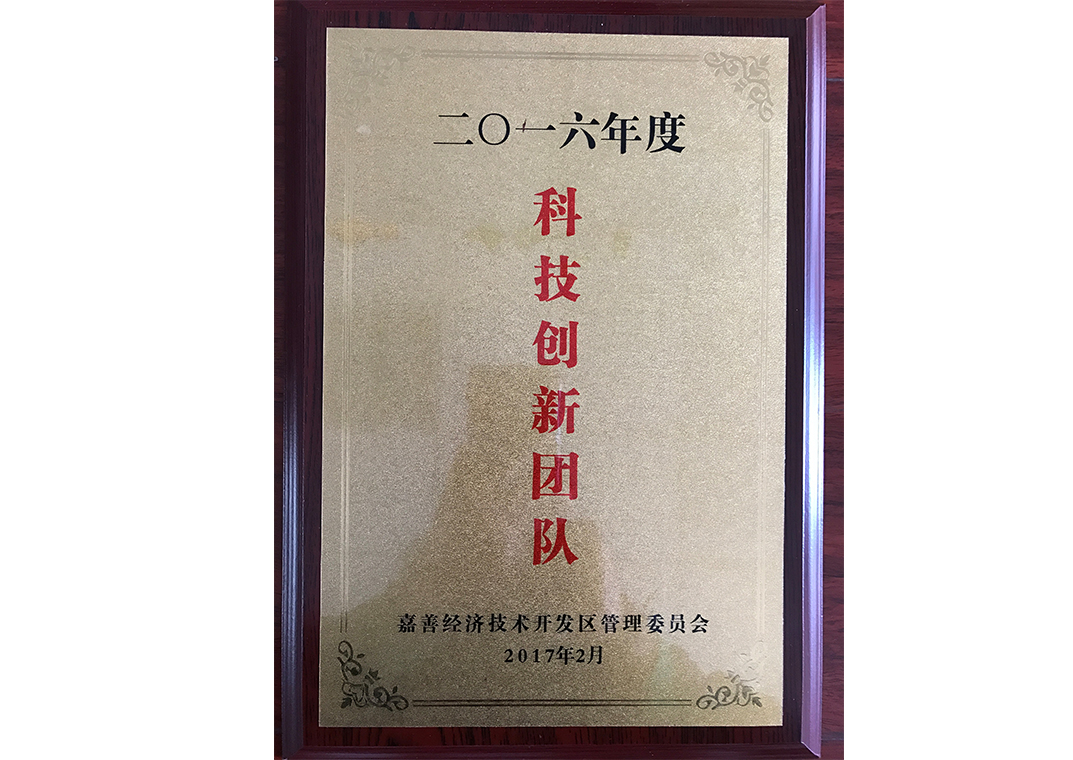 二〇一六年度
科技创新团队
嘉善经济技术开发区管理委员会
2017年2月